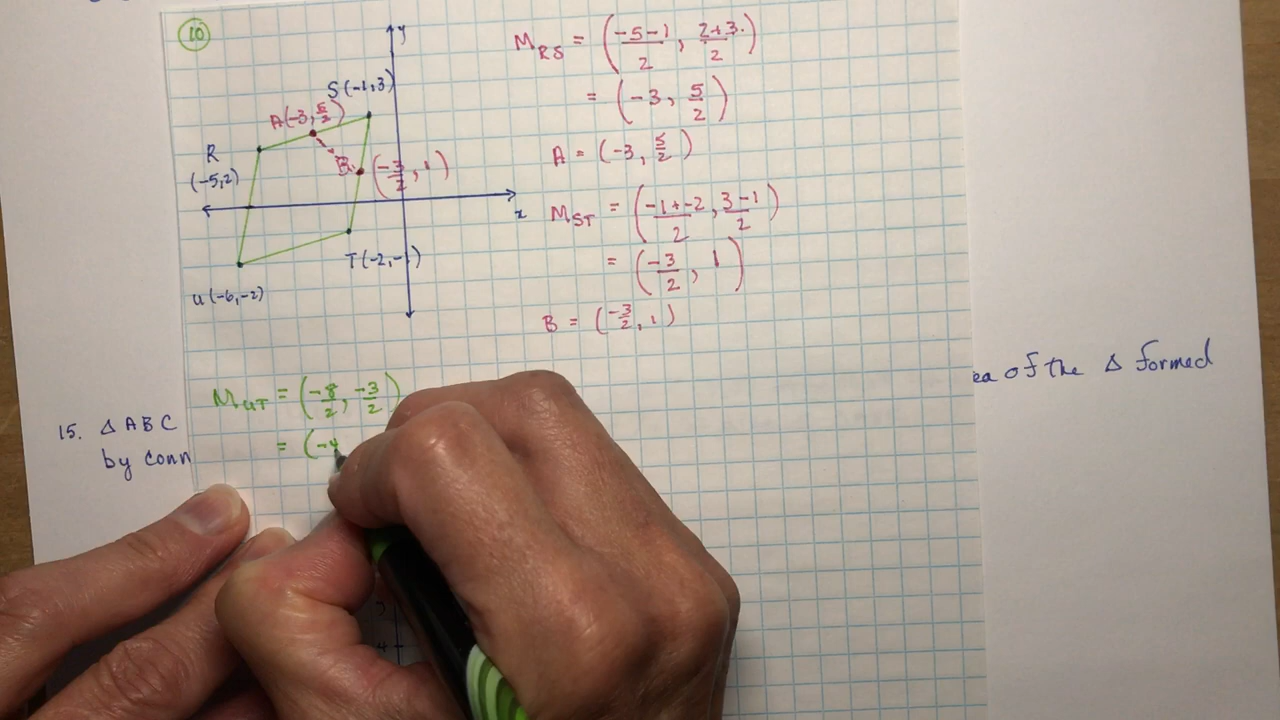 10
y
S(-1,3)
A(-3, 5/2)
R
(-5,2)
B (-3/2, 1)
x
T(-2,-1)
U(-6,-2)
M_RS = ((-5-1)/2, (2+3)/2)
= (-3, 5/2)
A = (-3, 5/2)
M_ST = ((-1+-2)/2, (3-1)/2)
= (-3/2, 1)
B = (-3/2, 1)
M_UT = (-8/2, -3/2)
= (-4
15. △ABC
by conn
ea of the △ formed